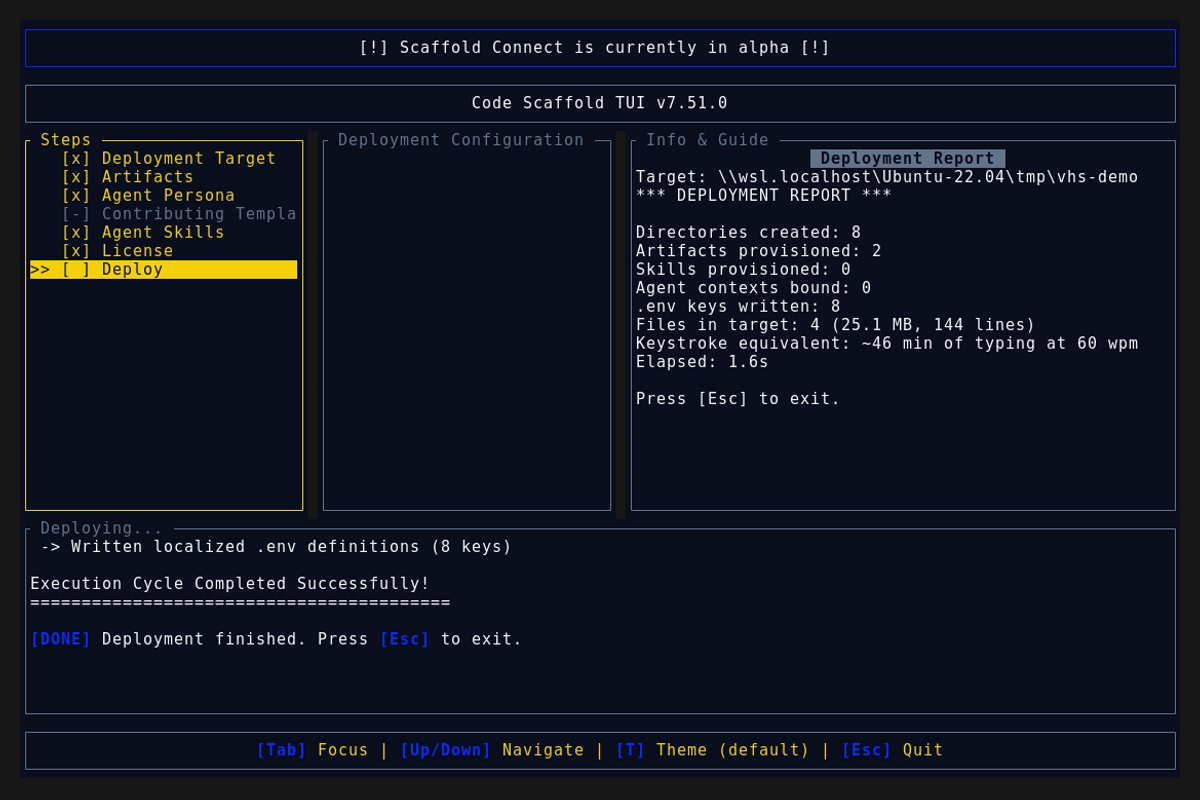 [!] Scaffold Connect is currently in alpha [!]
Code Scaffold TUI v7.51.0
Steps
[x] Deployment Target
[x] Artifacts
[x] Agent Persona
[-] Contributing Templa
[x] Agent Skills
[x] License
>> [ ] Deploy
Deployment Configuration
Info & Guide
Deployment Report
Target: \\wsl.localhost\Ubuntu-22.04\tmp\vhs-demo
*** DEPLOYMENT REPORT ***
Directories created: 8
Artifacts provisioned: 2
Skills provisioned: 0
Agent contexts bound: 0
.env keys written: 8
Files in target: 4 (25.1 MB, 144 lines)
Keystroke equivalent: ~46 min of typing at 60 wpm
Elapsed: 1.6s
Press [Esc] to exit.
Deploying...
-> Written localized .env definitions (8 keys)
Execution Cycle Completed Successfully!
=========================================
[DONE] Deployment finished. Press [Esc] to exit.
[Tab] Focus | [Up/Down] Navigate | [T] Theme (default) | [Esc] Quit